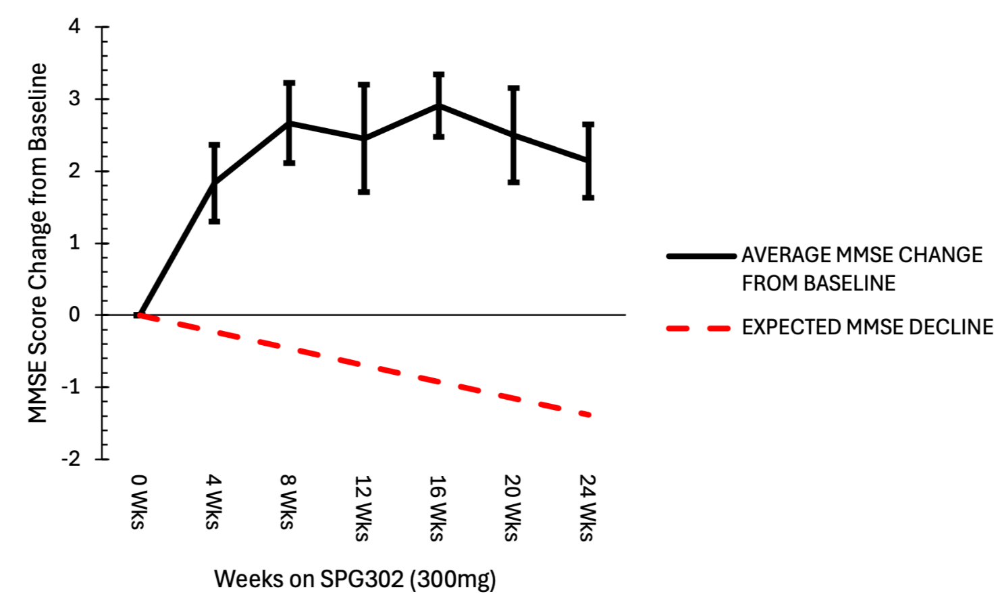 MMSE Score Change from Baseline
4
3
2
1
0
-1
-2
0 Wks
4 Wks
8 Wks
12 Wks
16 Wks
20 Wks
24 Wks
Weeks on SPG302 (300mg)
AVERAGE MMSE CHANGE
FROM BASELINE
EXPECTED MMSE DECLINE